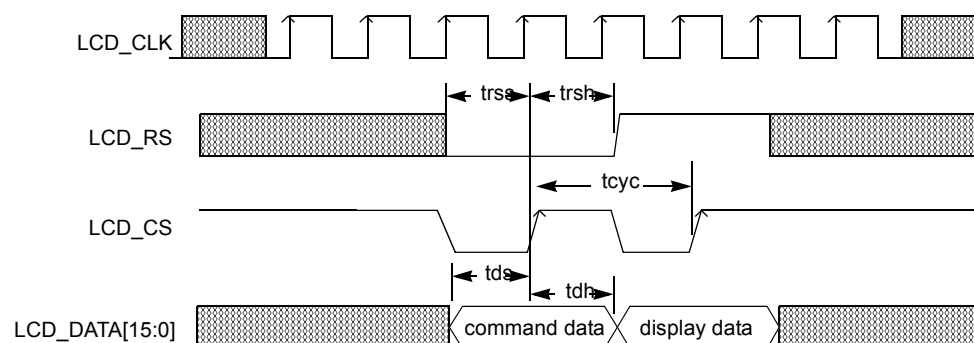 LCD_CLK
trss
trsh
LCD_RS
tcyc
LCD_CS
tds
tdh
LCD_DATA[15:0]
command data
display data